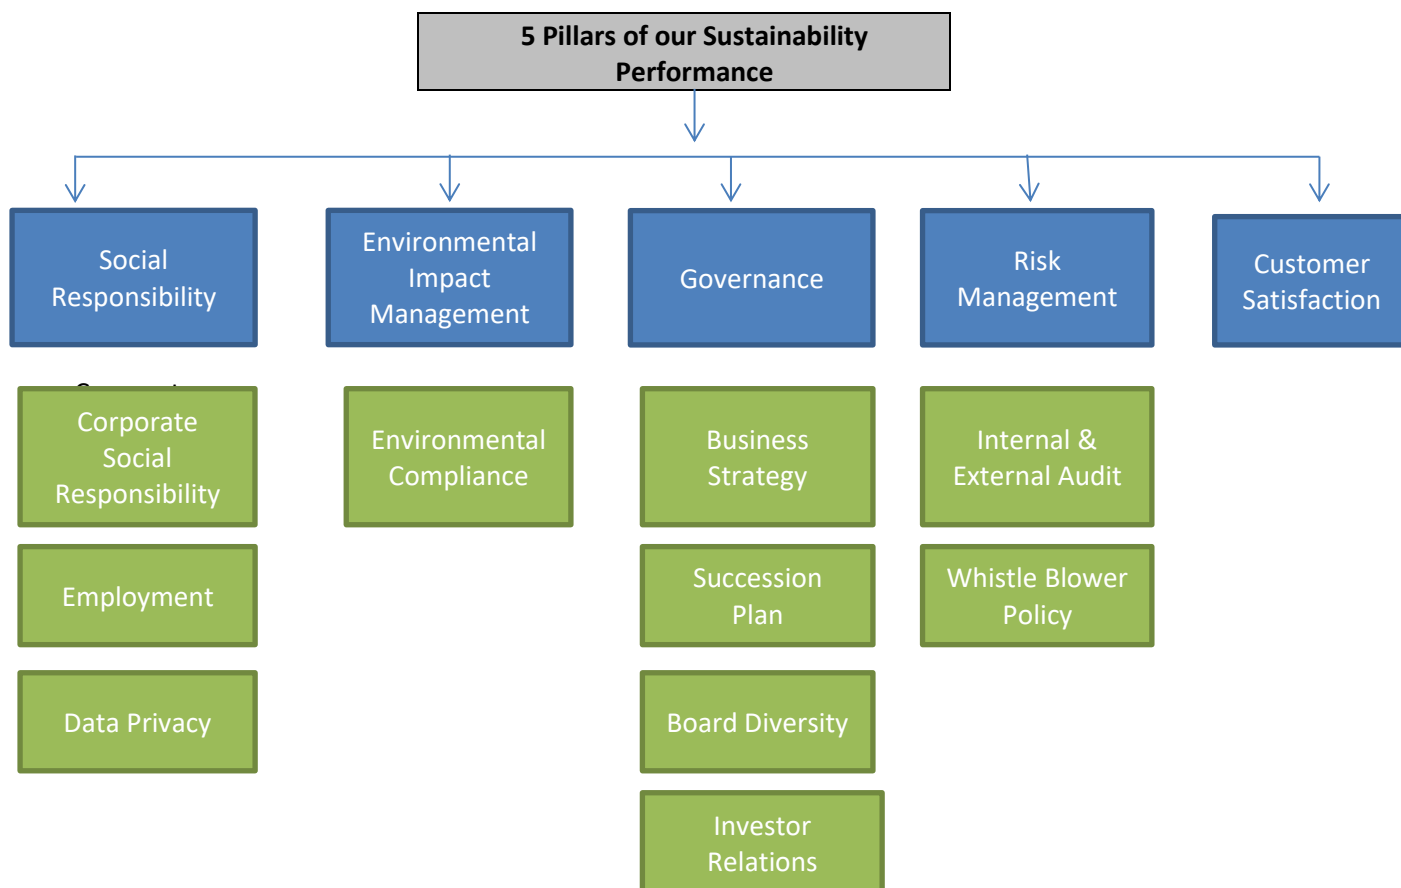 5 Pillars of our Sustainability
Performance
Social
Responsibility
Environmental
Impact
Management
Governance
Risk
Management
Customer
Satisfaction
Corporate
Social
Responsibility
Environmental
Compliance
Business
Strategy
Internal &
External Audit
Employment
Succession
Plan
Whistle Blower
Policy
Data Privacy
Board Diversity
Investor
Relations